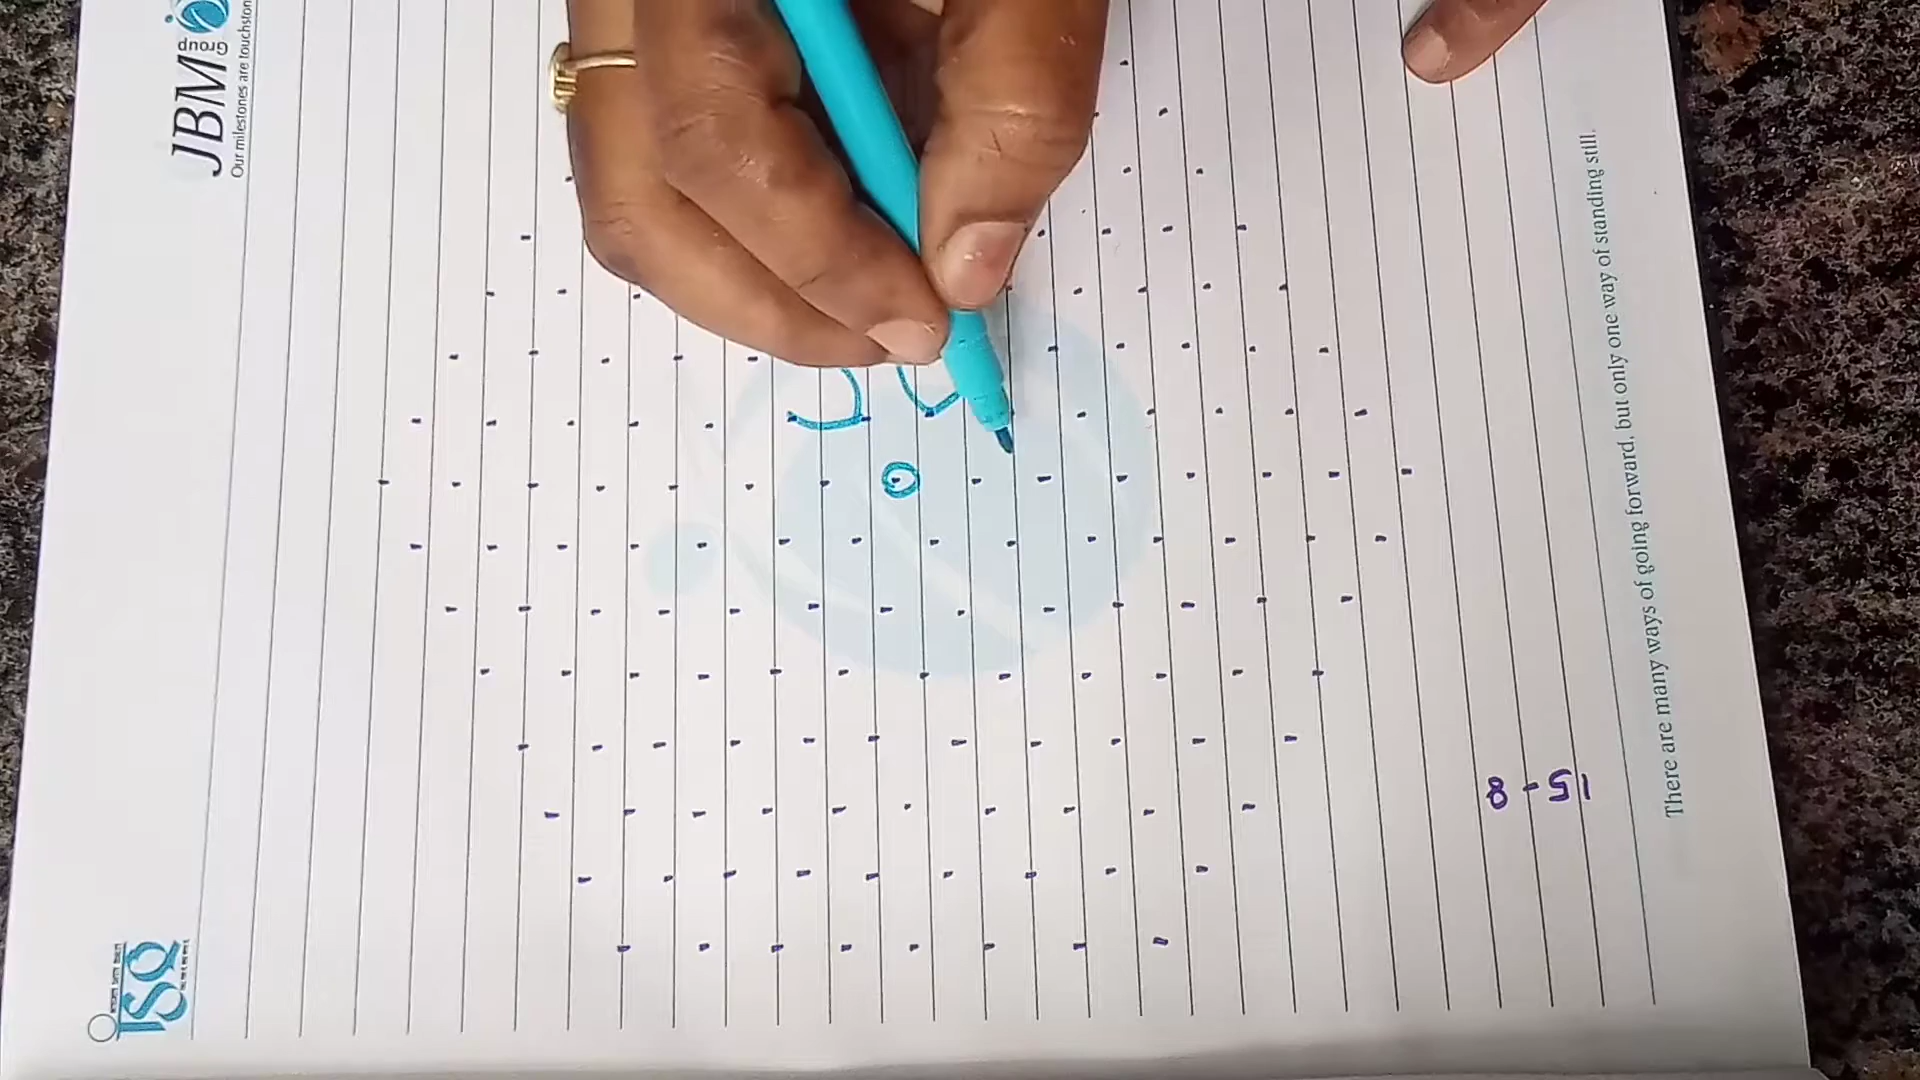 JBM Group
Our milestones are touchston
There are many ways of going forward, but only one way of standing still.
15-8